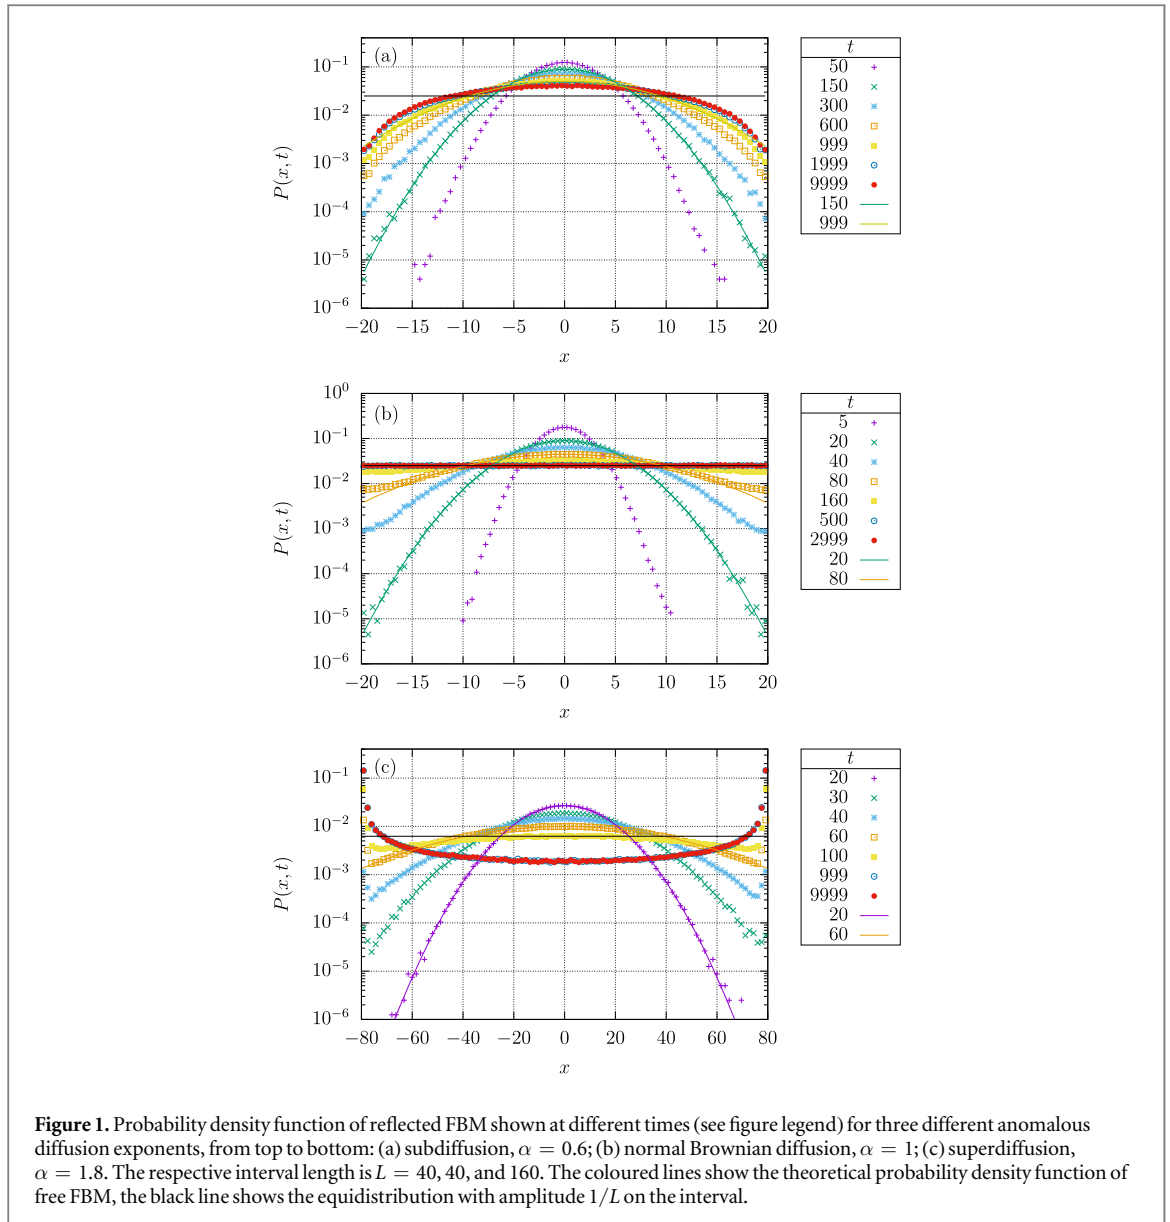 (a)
10^{-1}
10^{-2}
10^{-3}
10^{-4}
10^{-5}
10^{-6}
P(x, t)
−20 −15 −10 −5 0 5 10 15 20
x
t
50
150
300
600
999
1999
9999
150
999
(b)
10^{0}
10^{-1}
10^{-2}
10^{-3}
10^{-4}
10^{-5}
10^{-6}
P(x, t)
−20 −15 −10 −5 0 5 10 15 20
x
t
5
20
40
80
160
500
2999
20
80
(c)
10^{-1}
10^{-2}
10^{-3}
10^{-4}
10^{-5}
10^{-6}
P(x, t)
−80 −60 −40 −20 0 20 40 60 80
x
t
20
30
40
60
100
999
9999
20
60
Figure 1. Probability density function of reflected FBM shown at different times (see figure legend) for three different anomalous
diffusion exponents, from top to bottom: (a) subdiffusion, α = 0.6; (b) normal Brownian diffusion, α = 1; (c) superdiffusion,
α = 1.8. The respective interval length is L = 40, 40, and 160. The coloured lines show the theoretical probability density function of
free FBM, the black line shows the equidistribution with amplitude 1/L on the interval.